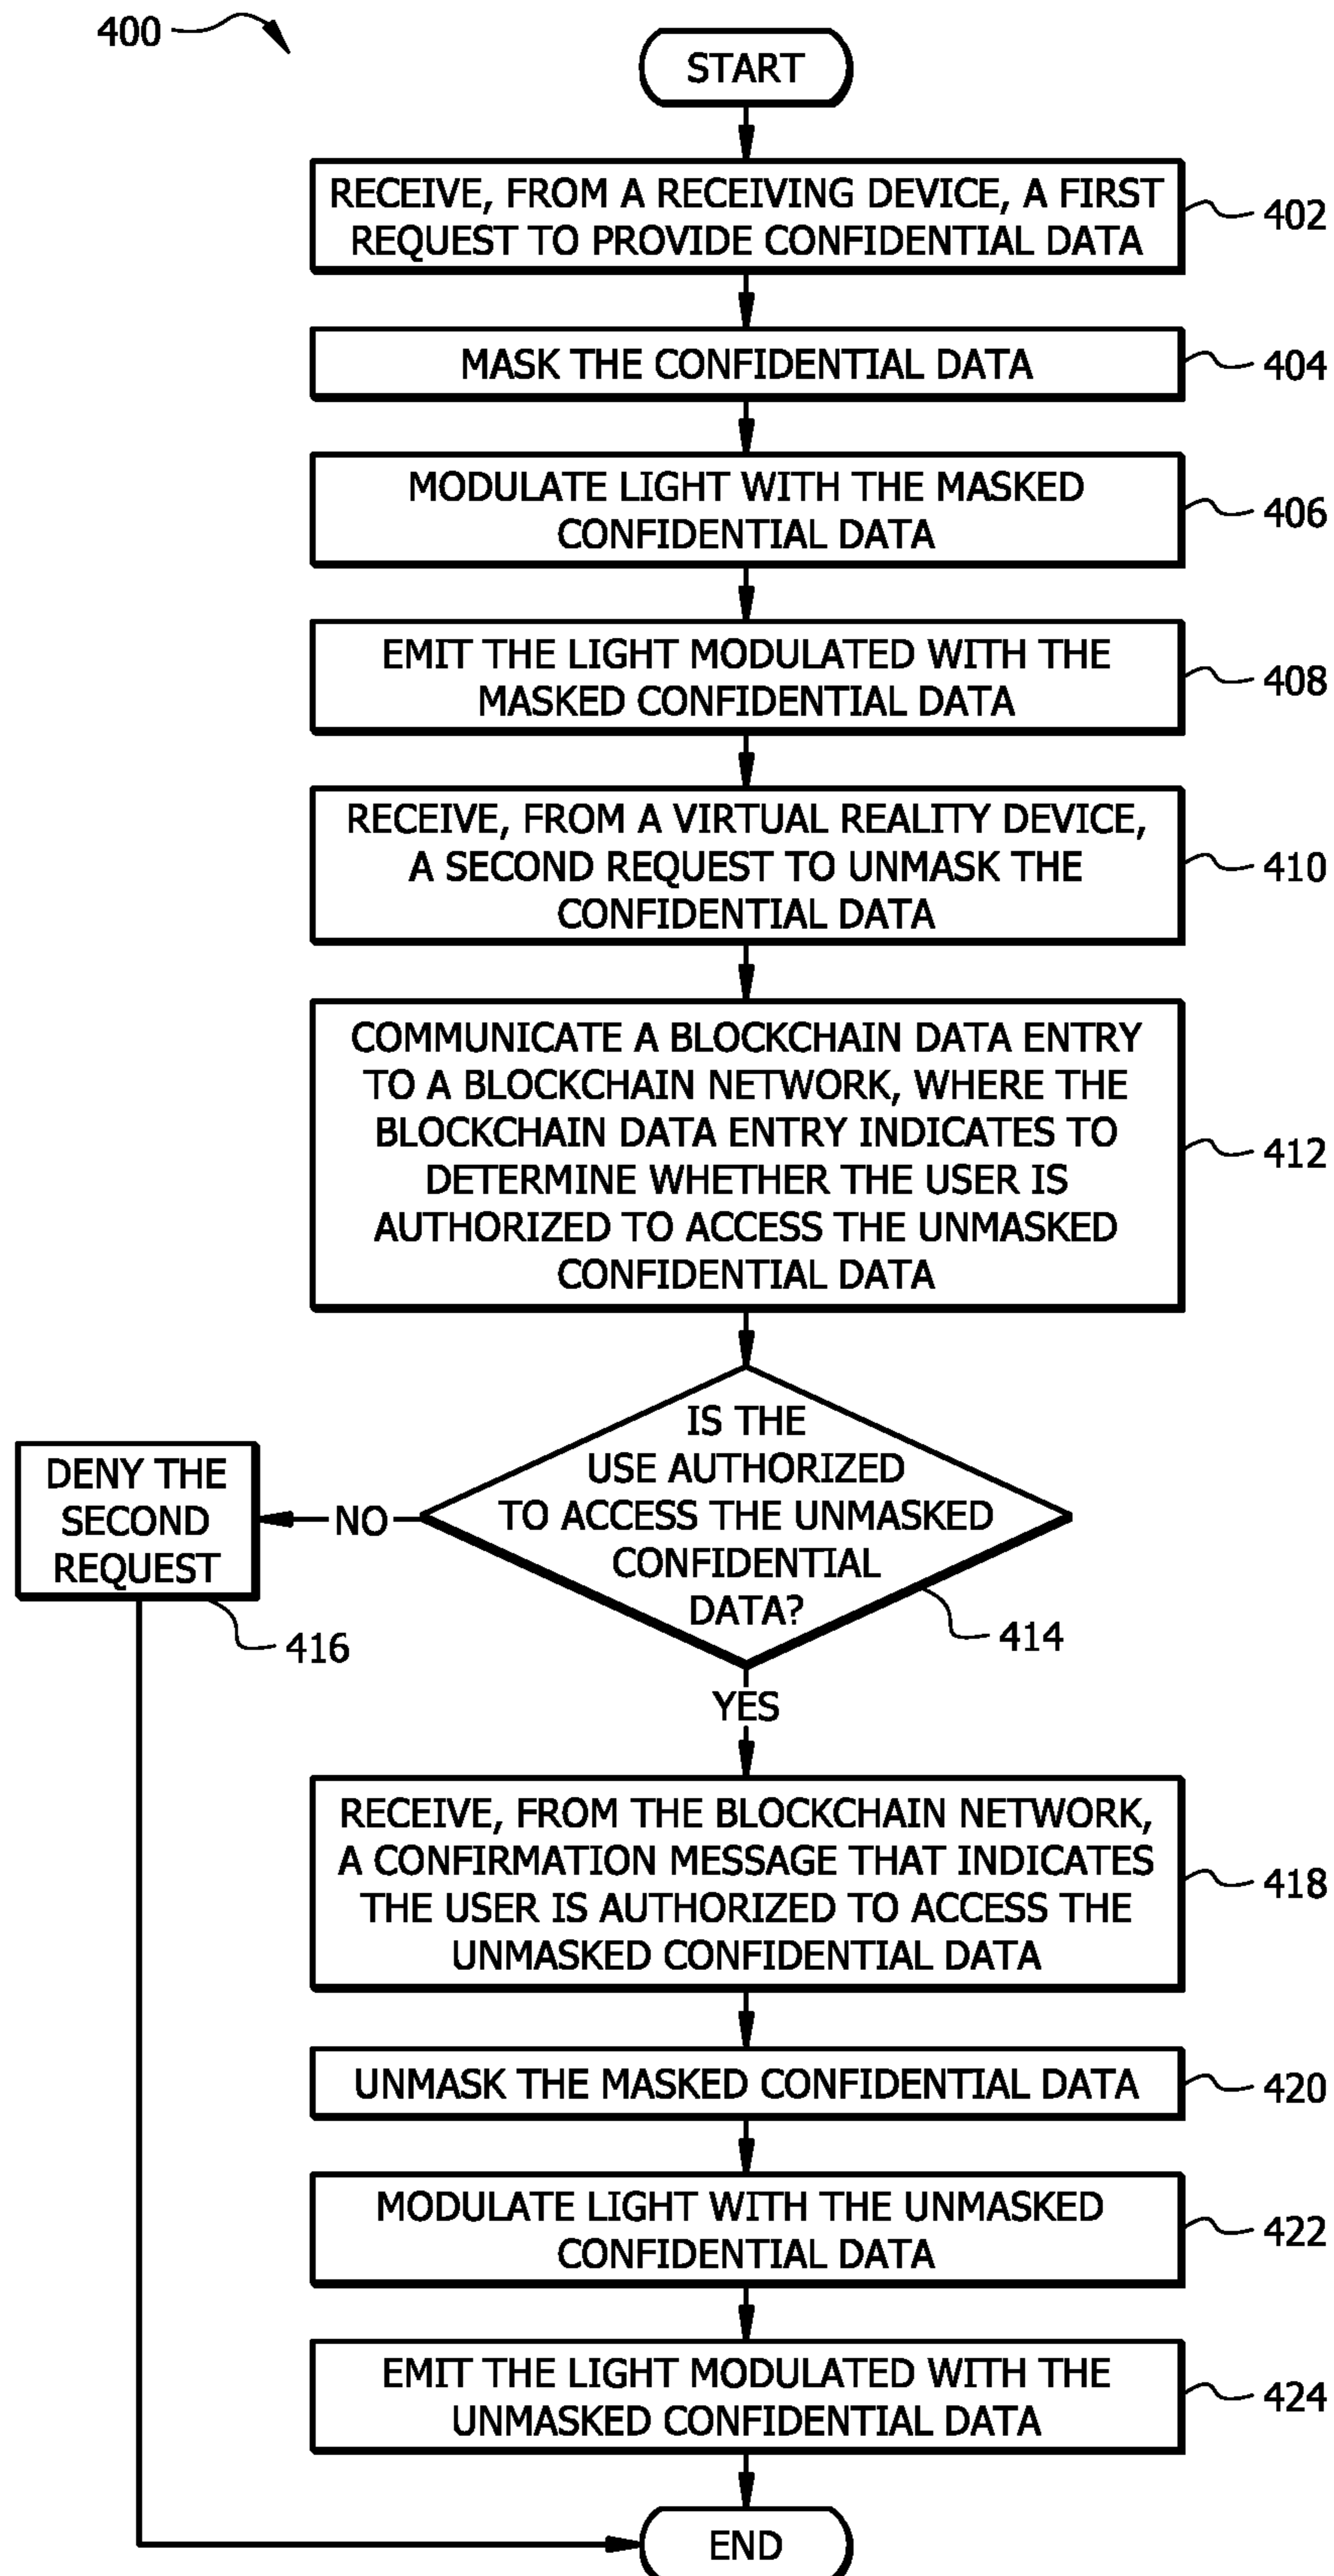 400
START
RECEIVE, FROM A RECEIVING DEVICE, A FIRST
REQUEST TO PROVIDE CONFIDENTIAL DATA
402
MASK THE CONFIDENTIAL DATA
404
MODULATE LIGHT WITH THE MASKED
CONFIDENTIAL DATA
406
EMIT THE LIGHT MODULATED WITH THE
MASKED CONFIDENTIAL DATA
408
RECEIVE, FROM A VIRTUAL REALITY DEVICE,
A SECOND REQUEST TO UNMASK THE
CONFIDENTIAL DATA
410
COMMUNICATE A BLOCKCHAIN DATA ENTRY
TO A BLOCKCHAIN NETWORK, WHERE THE
BLOCKCHAIN DATA ENTRY INDICATES TO
DETERMINE WHETHER THE USER IS
AUTHORIZED TO ACCESS THE UNMASKED
CONFIDENTIAL DATA
412
IS THE
USE AUTHORIZED
TO ACCESS THE UNMASKED
CONFIDENTIAL
DATA?
414
NO
DENY THE
SECOND
REQUEST
416
YES
RECEIVE, FROM THE BLOCKCHAIN NETWORK,
A CONFIRMATION MESSAGE THAT INDICATES
THE USER IS AUTHORIZED TO ACCESS THE
UNMASKED CONFIDENTIAL DATA
418
UNMASK THE MASKED CONFIDENTIAL DATA
420
MODULATE LIGHT WITH THE UNMASKED
CONFIDENTIAL DATA
422
EMIT THE LIGHT MODULATED WITH THE
UNMASKED CONFIDENTIAL DATA
424
END